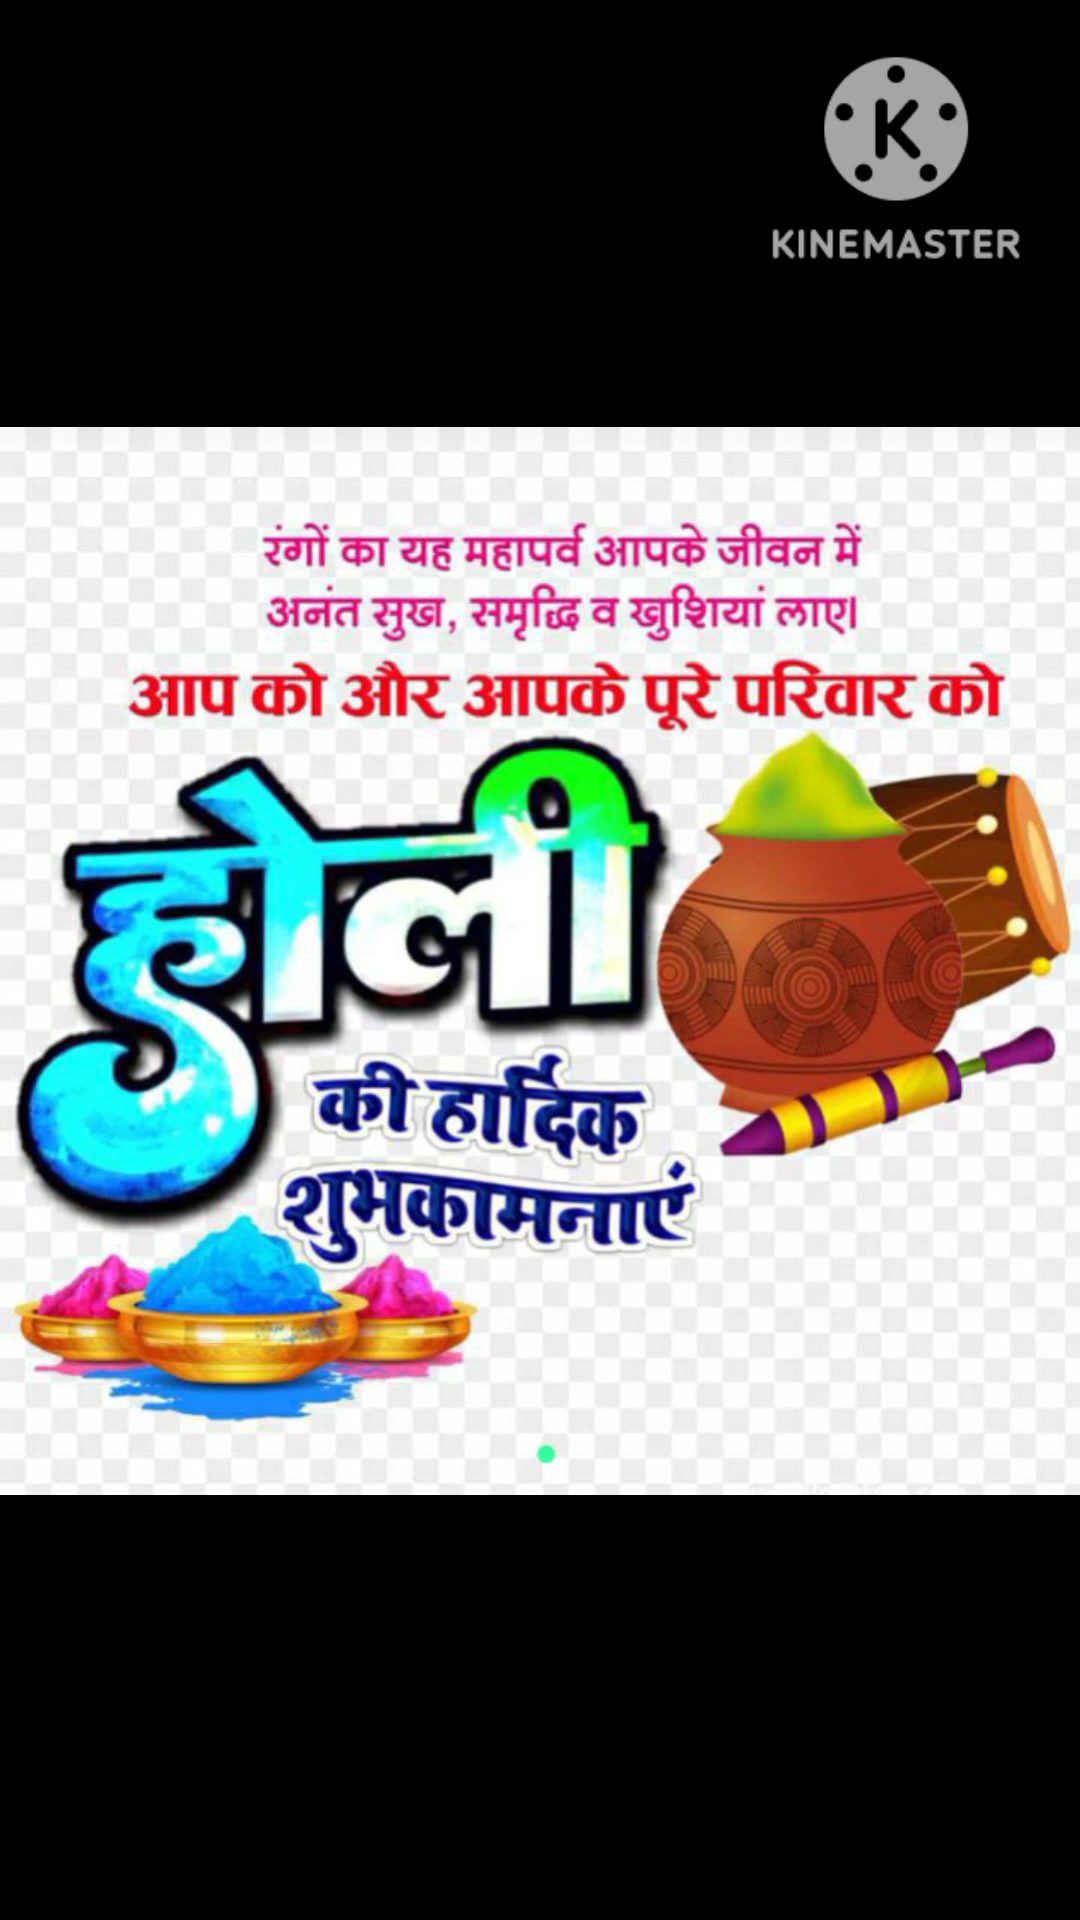 K
KINEMASTER
रंगों का यह महापर्व आपके जीवन में
अनंत सुख, समृद्धि व खुशियां लाए।
आप को और आपके पूरे परिवार को
होली
की हार्दिक
शुभकामनाएं